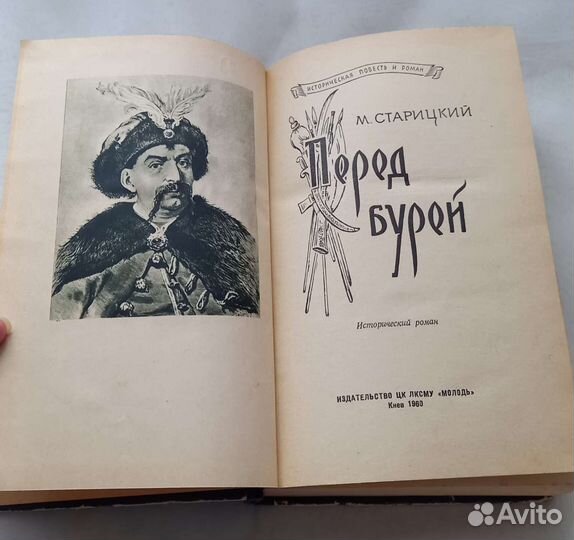 ИСТОРИЧЕСКАЯ ПОВЕСТЬ И РОМАН
М. СТАРИЦКИЙ
Перед
бурей
Исторический роман
ИЗДАТЕЛЬСТВО ЦК ЛКСМУ «МОЛОДЬ»
Киев 1960
Avito